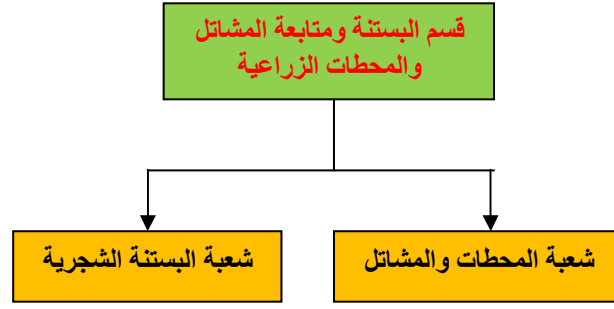 قسم البستنة ومتابعة المشاتل
والمحطات الزراعية
شعبة المحطات والمشاتل
شعبة البستنة الشجرية